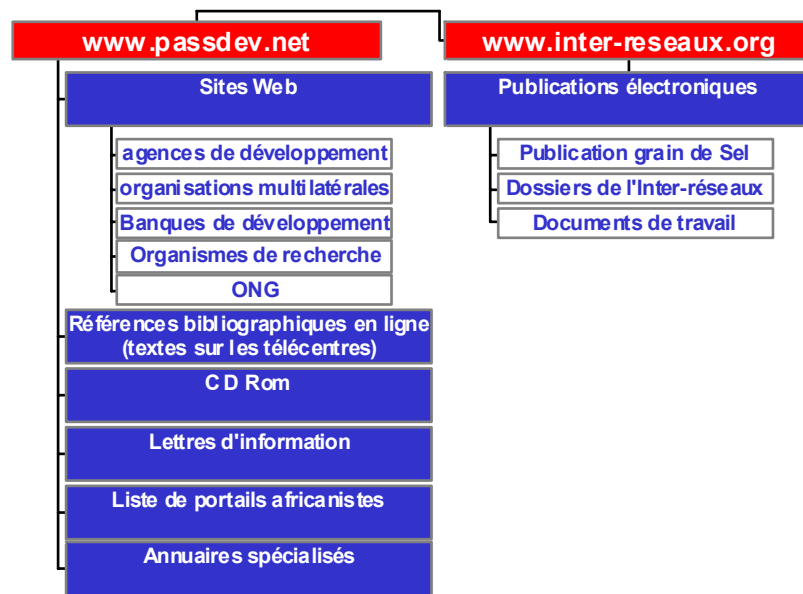 www.passdev.net
Sites Web
agences de développement
organisations multilatérales
Banques de développement
Organismes de recherche
ONG
Références bibliographiques en ligne
(textes sur les télécentres)
CD Rom
Lettres d'information
Liste de portails africanistes
Annuaires spécialisés
www.inter-reseaux.org
Publications électroniques
Publication grain de Sel
Dossiers de l'Inter-réseaux
Documents de travail